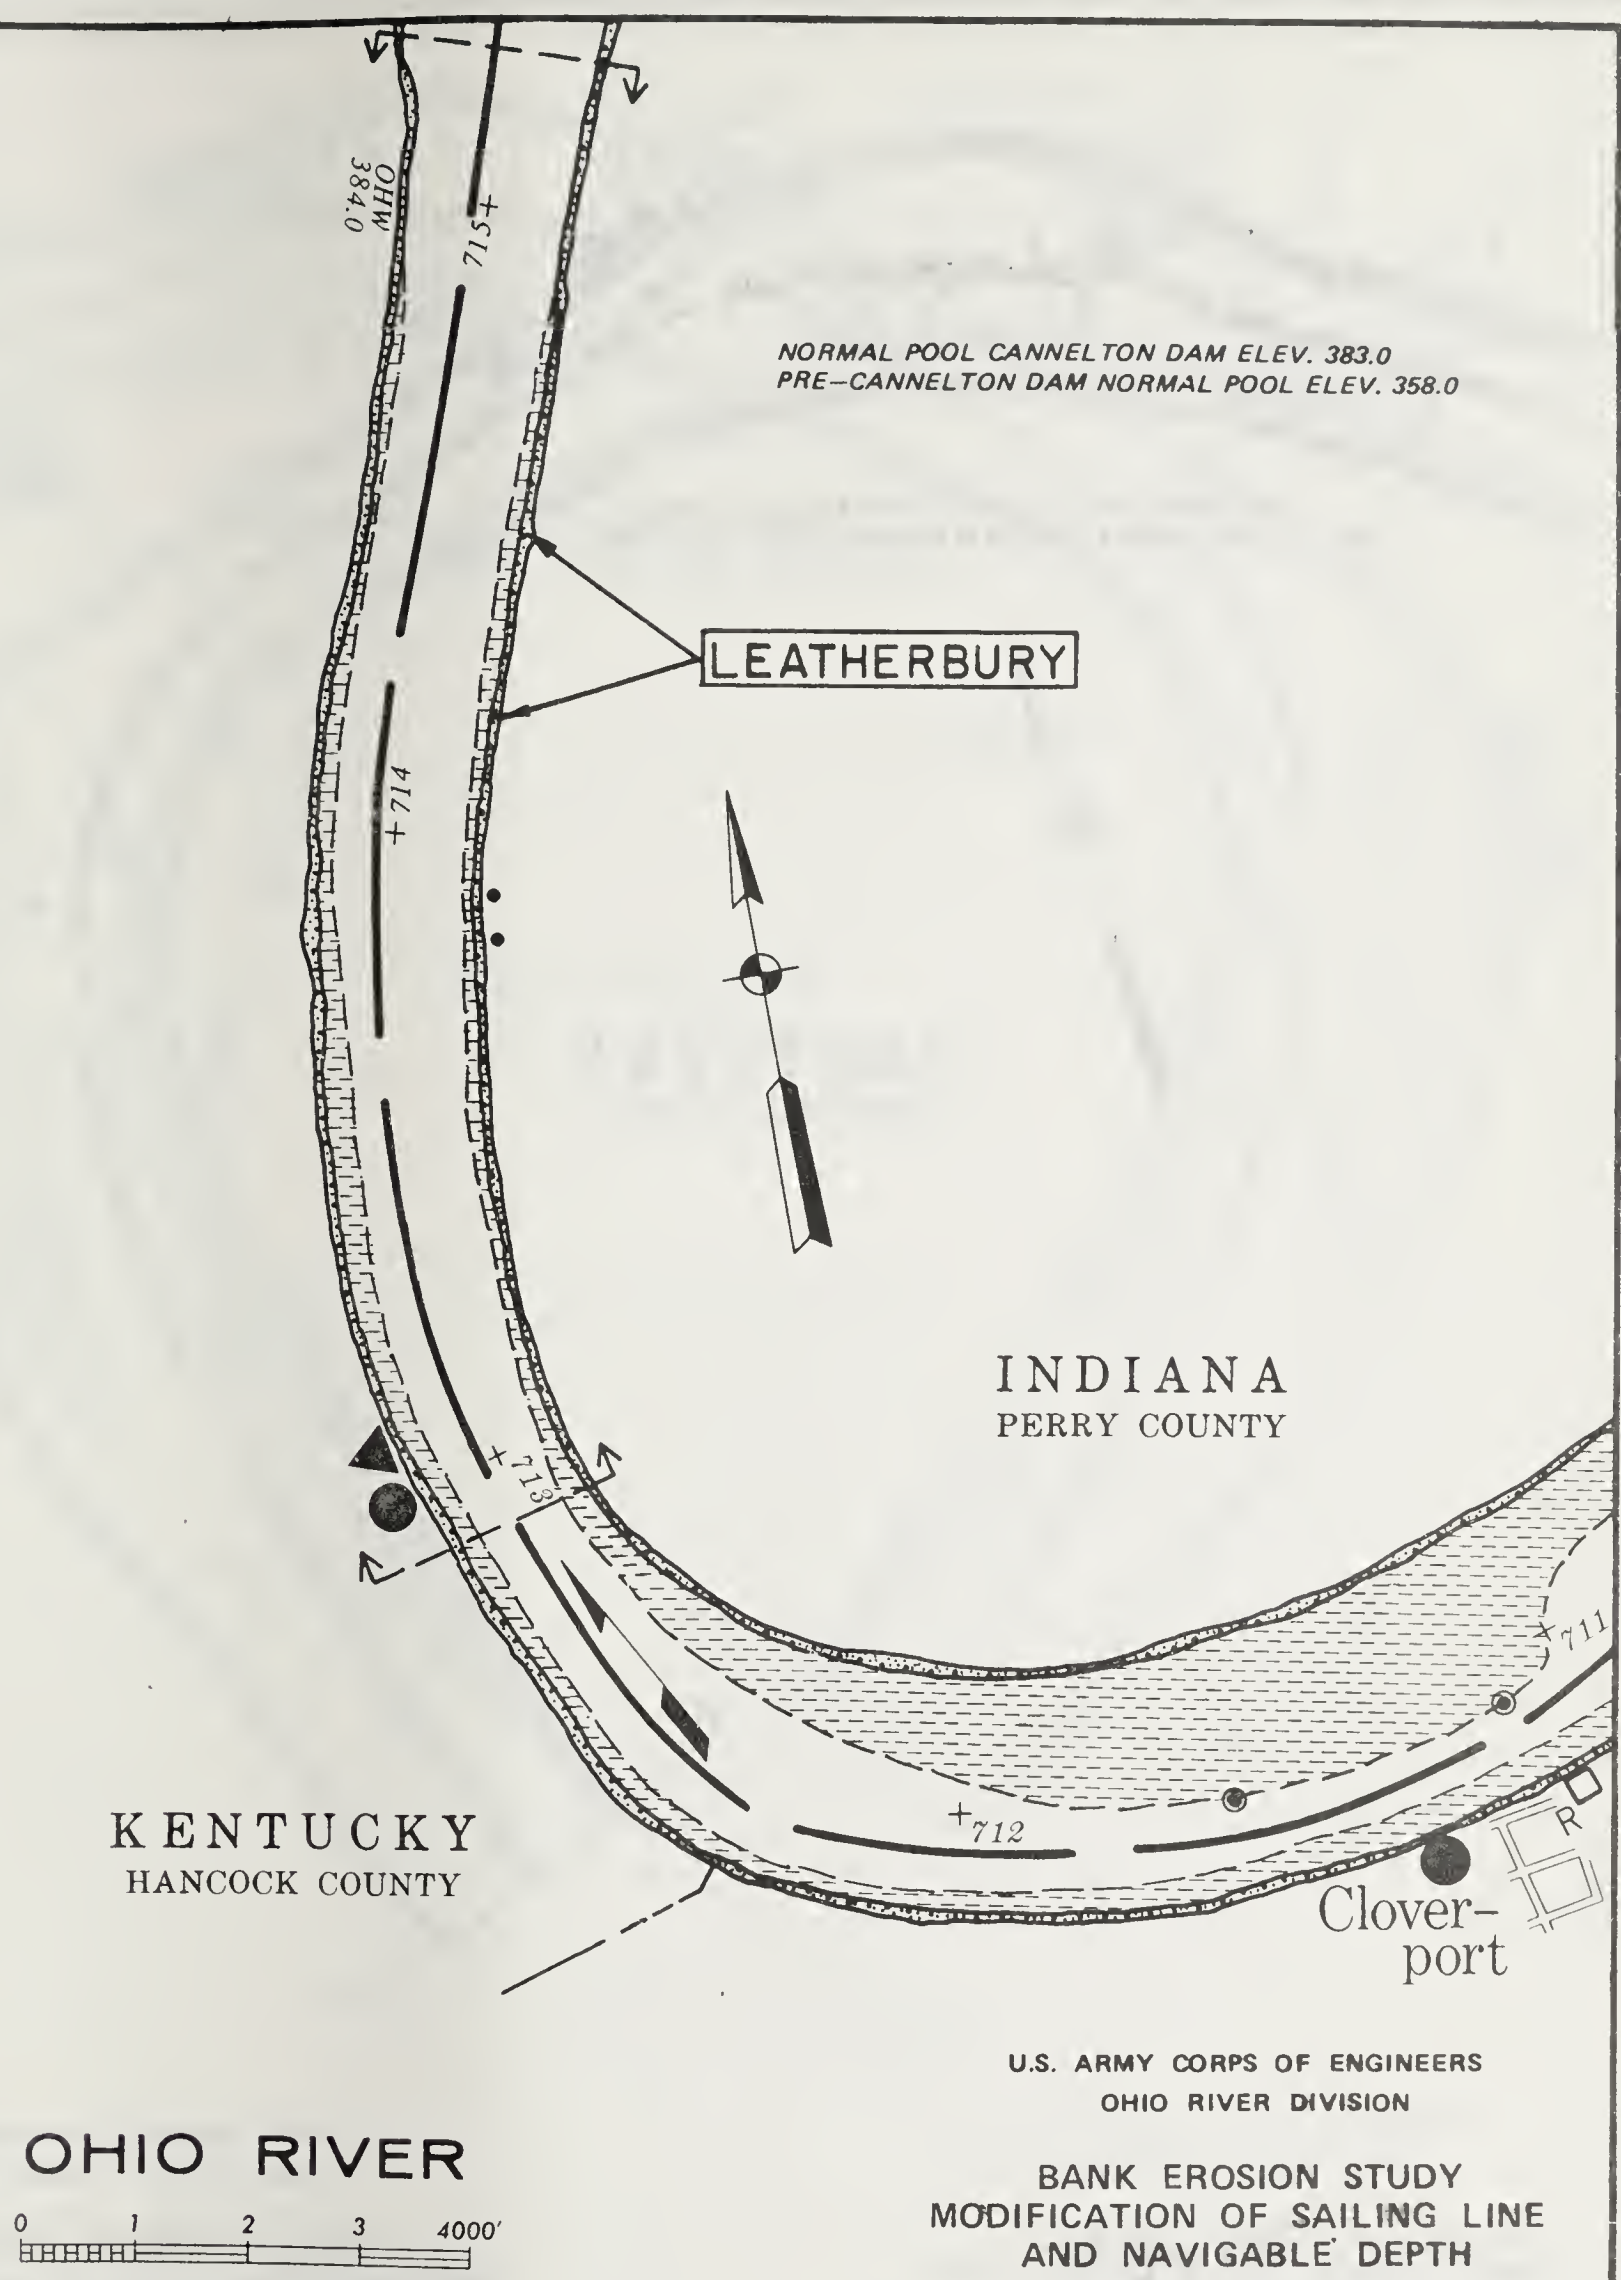 OHW
384.0
715
NORMAL POOL CANNELTON DAM ELEV. 383.0
PRE-CANNELTON DAM NORMAL POOL ELEV. 358.0
LEATHERBURY
714
INDIANA
PERRY COUNTY
713
711
KENTUCKY
HANCOCK COUNTY
712
R
Clover-
port
U.S. ARMY CORPS OF ENGINEERS
OHIO RIVER DIVISION
OHIO RIVER
0 1 2 3 4000'
BANK EROSION STUDY
MODIFICATION OF SAILING LINE
AND NAVIGABLE DEPTH